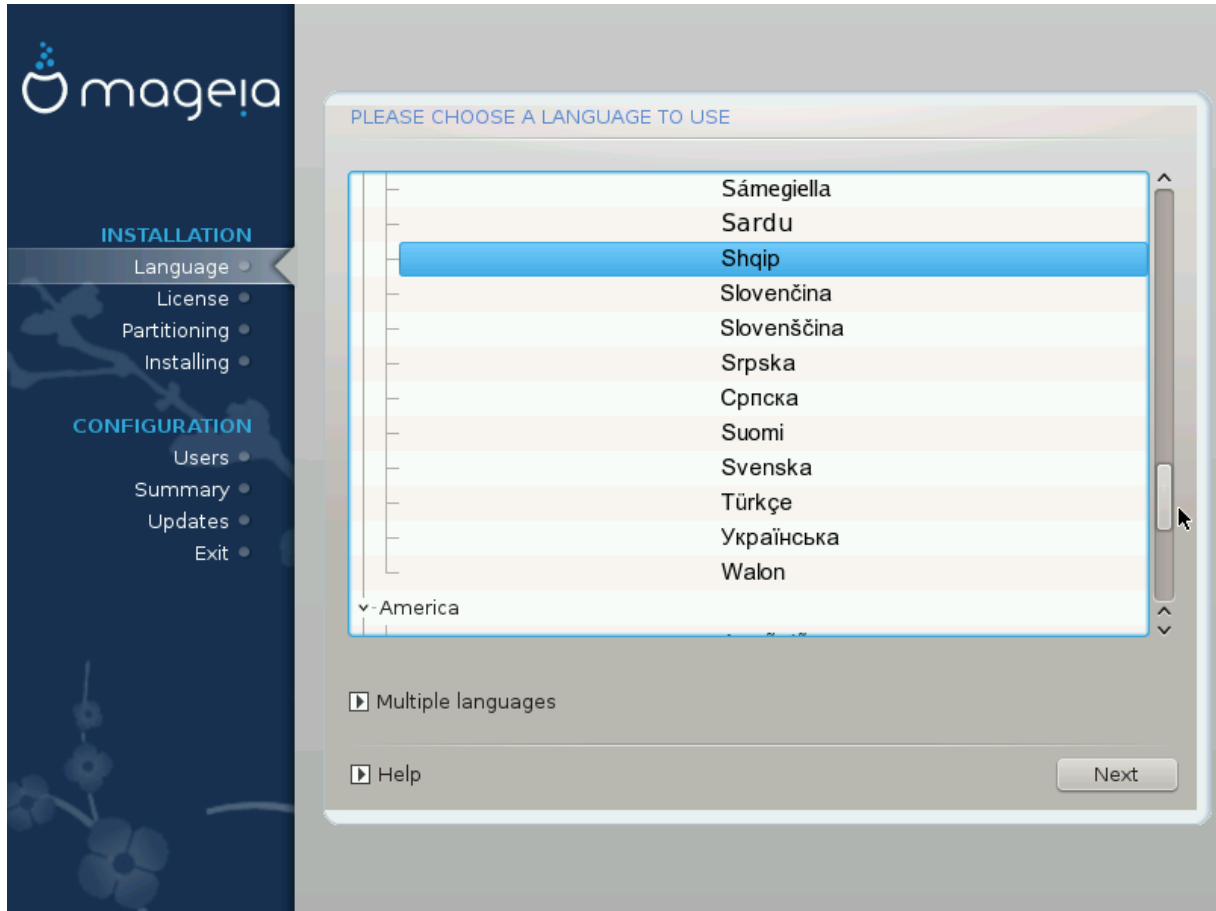 mageia
INSTALLATION
Language
License
Partitioning
Installing
CONFIGURATION
Users
Summary
Updates
Exit
PLEASE CHOOSE A LANGUAGE TO USE
Sámegiella
Sardu
Shqip
Slovenčina
Slovenščina
Srpska
Српска
Suomi
Svenska
Türkçe
Українська
Walon
America
Multiple languages
Help
Next